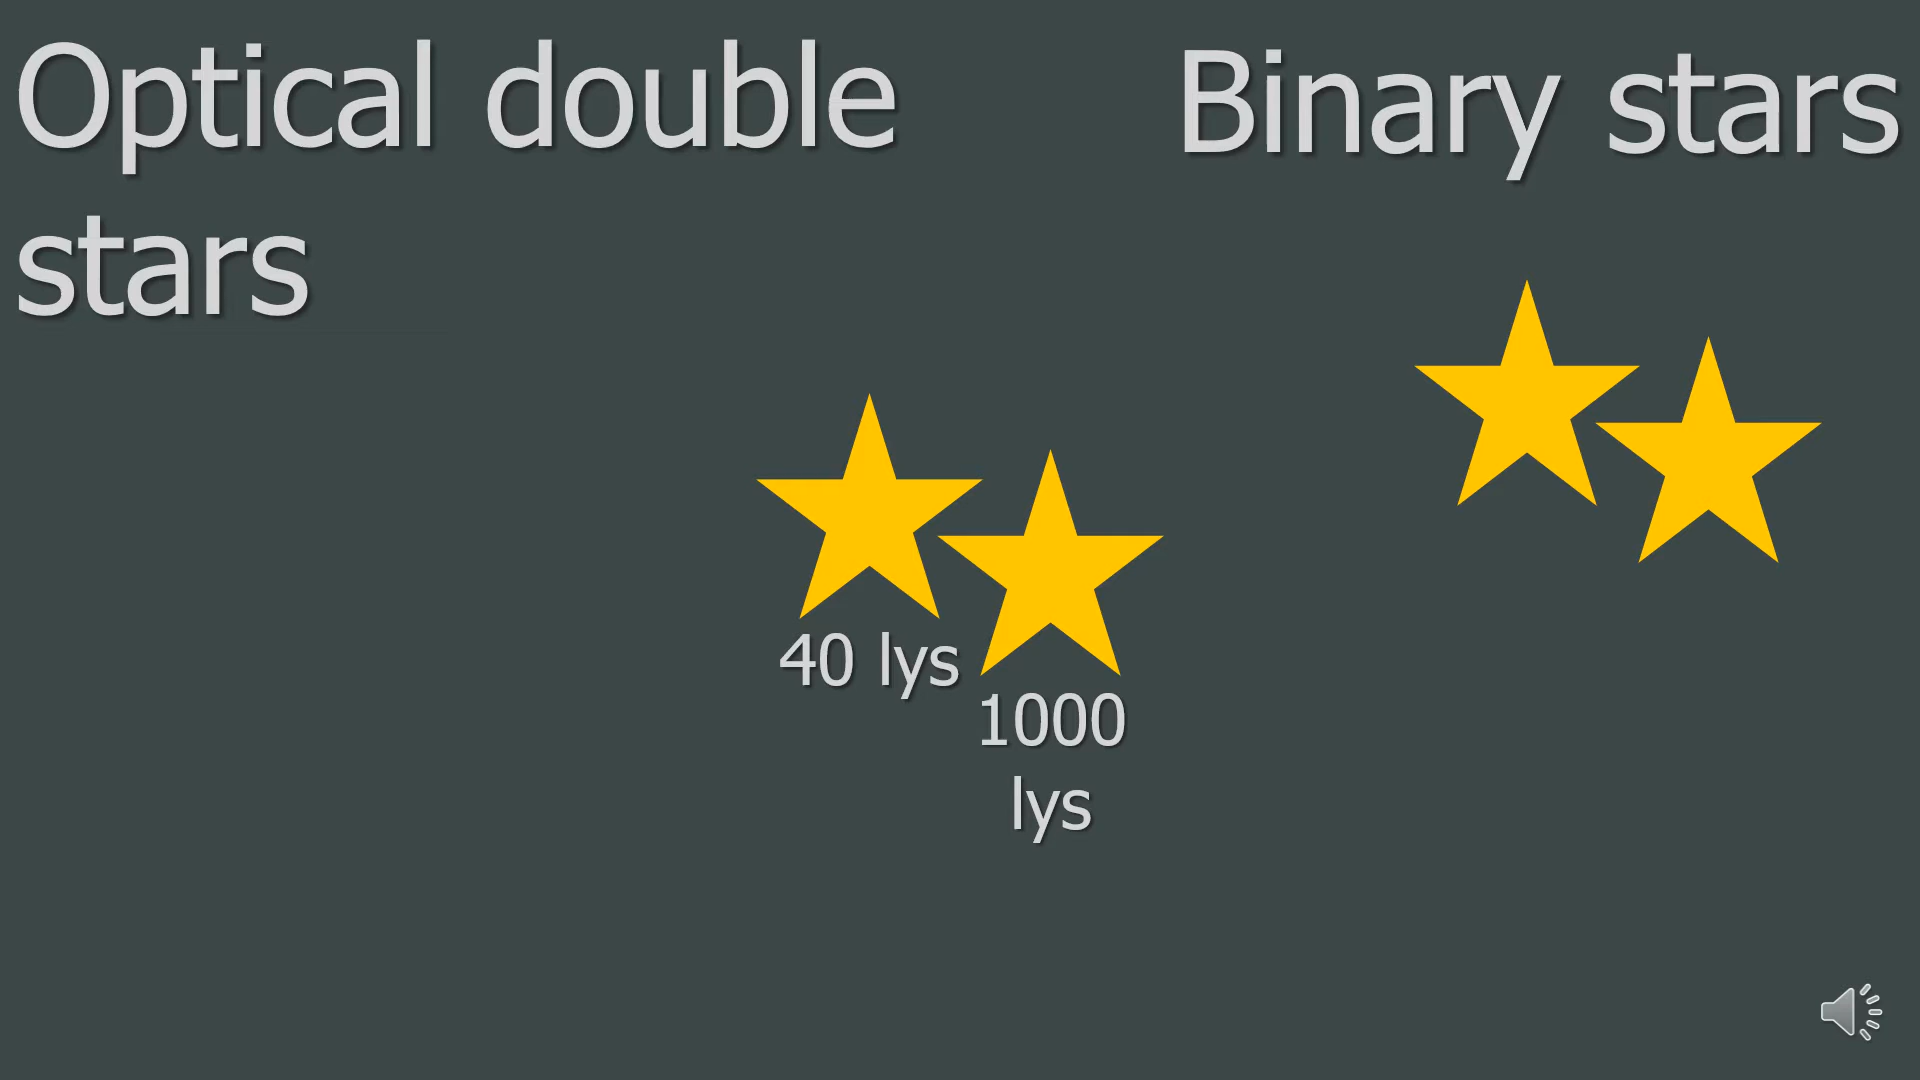 Optical double
stars
Binary stars
40 lys
1000
lys